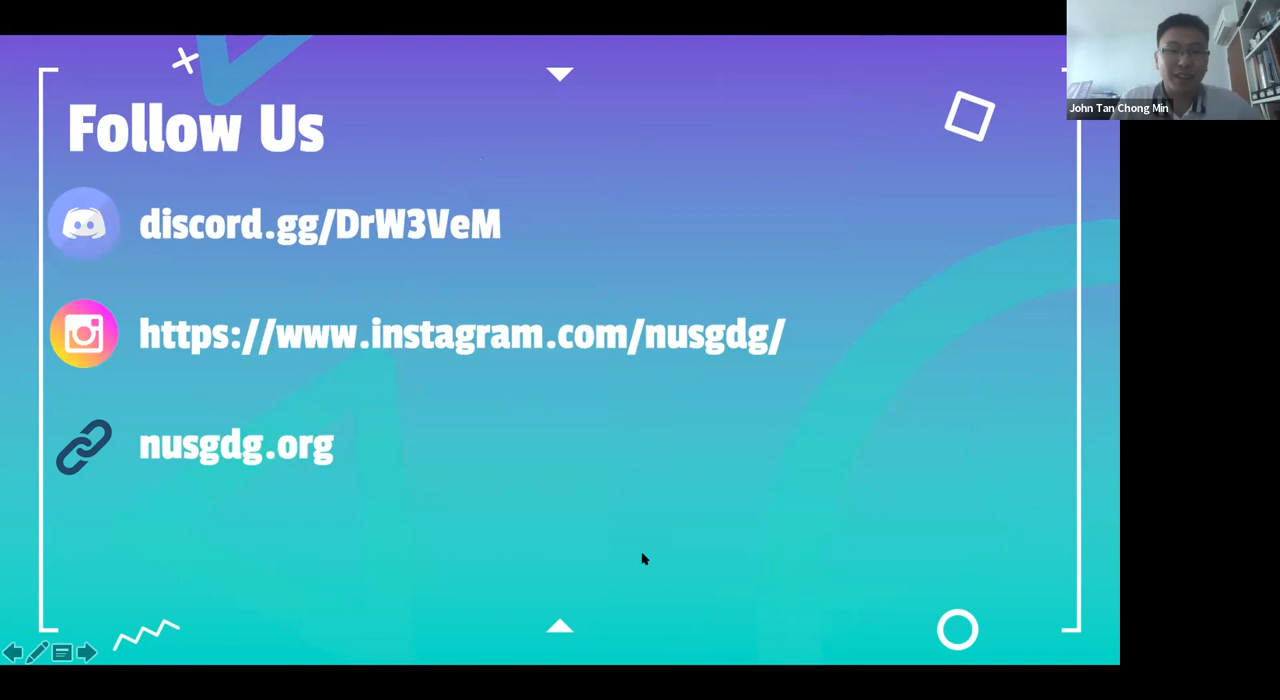 Follow Us
discord.gg/DrW3VeM
https://www.instagram.com/nusgdg/
nusgdg.org
John Tan Chong Min